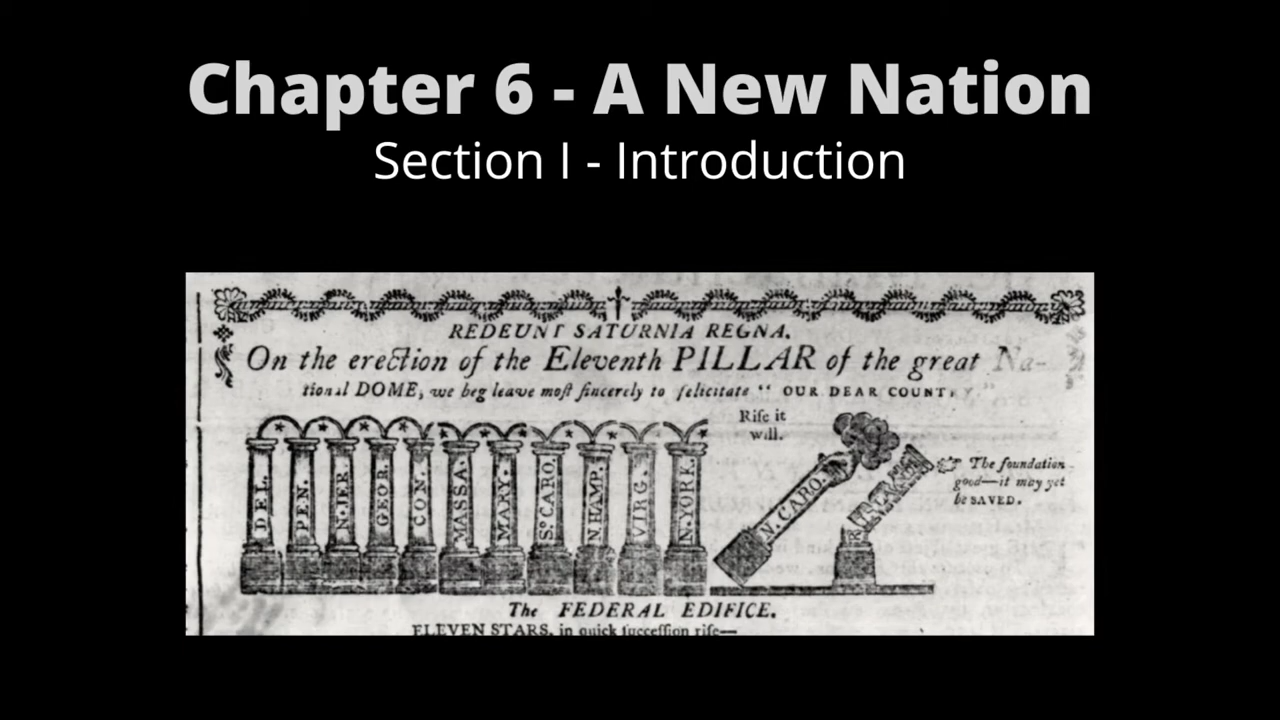 Chapter 6 - A New Nation
Section I - Introduction
REDEUNT SATURNIA REGNA.
On the erection of the Eleventh PILLAR of the great Na-
tional DOME, we beg leave moſt ſincerely to felicitate “ OUR DEAR COUNTRY ”
Riſe it
will.
The foundation
good—it may yet
be SAVED.
DEL.
PEN.
N.JER.
GEOR.
CON.
MASSA.
MARY.
So. CARO.
N.HAMP.
VIRG.
N.YORK.
N. CARO.
The FEDERAL EDIFICE.
ELEVEN STARS, in quick ſucceſſion riſe—